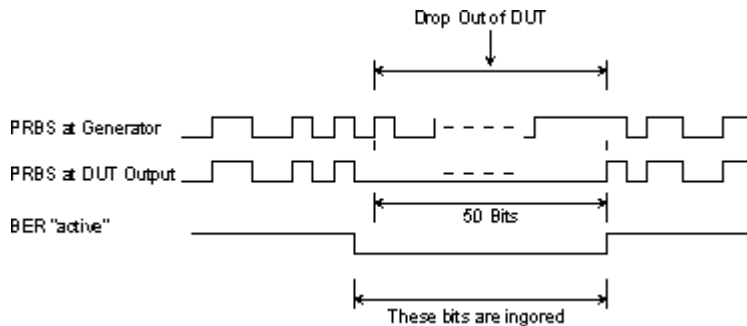 Drop Out of DUT
PRBS at Generator
PRBS at DUT Output
50 Bits
BER "active"
These bits are ingored